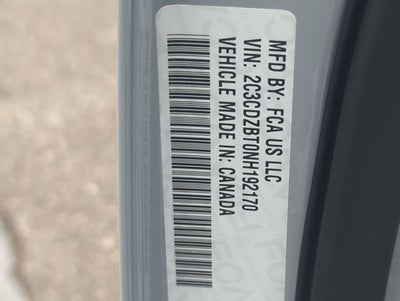 MFD BY: FCA US LLC
VIN: 2C3CDZBT0NH192170
VEHICLE MADE IN: CANADA